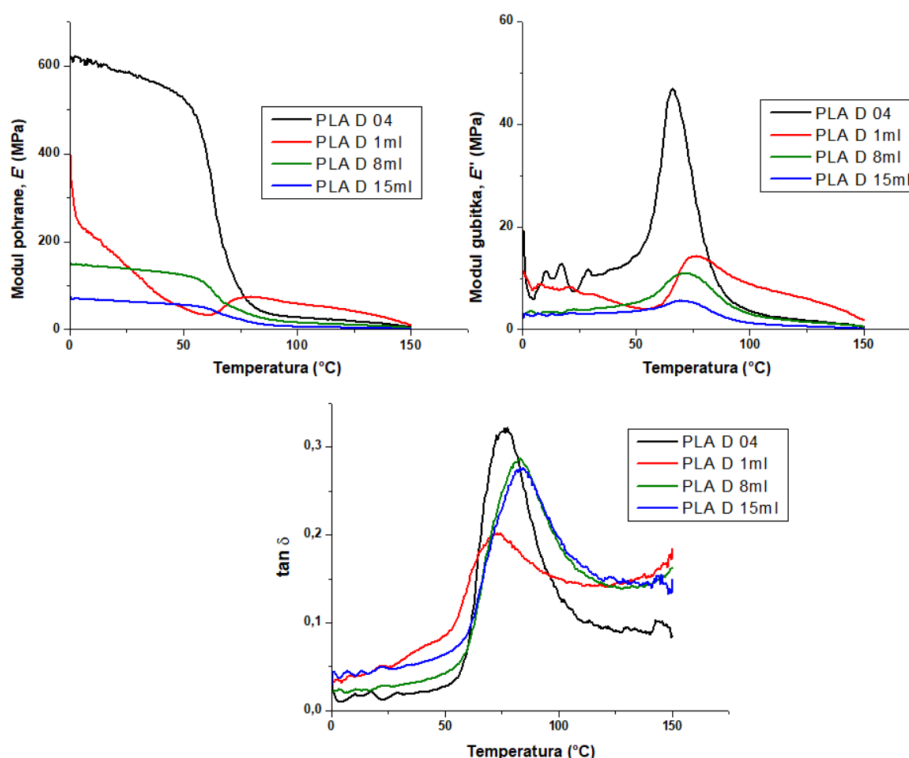 600
400
200
0
0
50
100
150
Modul pohrane, E' (MPa)
Temperatura (°C)
PLA D 04
PLA D 1ml
PLA D 8ml
PLA D 15ml
60
40
20
0
0
50
100
150
Modul gubitka, E'' (MPa)
Temperatura (°C)
PLA D 04
PLA D 1ml
PLA D 8ml
PLA D 15ml
0,3
0,2
0,1
0,0
0
50
100
150
tan δ
Temperatura (°C)
PLA D 04
PLA D 1ml
PLA D 8ml
PLA D 15ml